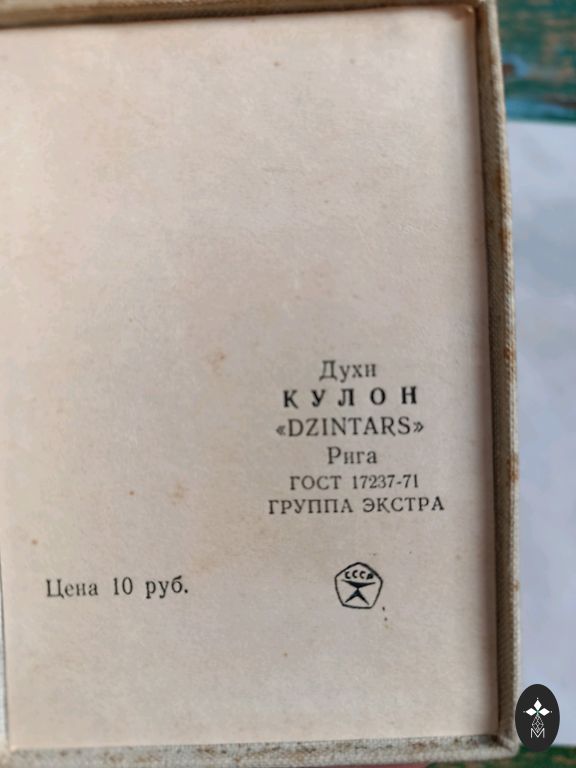 Духи
КУЛОН
«DZINTARS»
Рига
ГОСТ 17237-71
ГРУППА ЭКСТРА
СССР
Цена 10 руб.
M